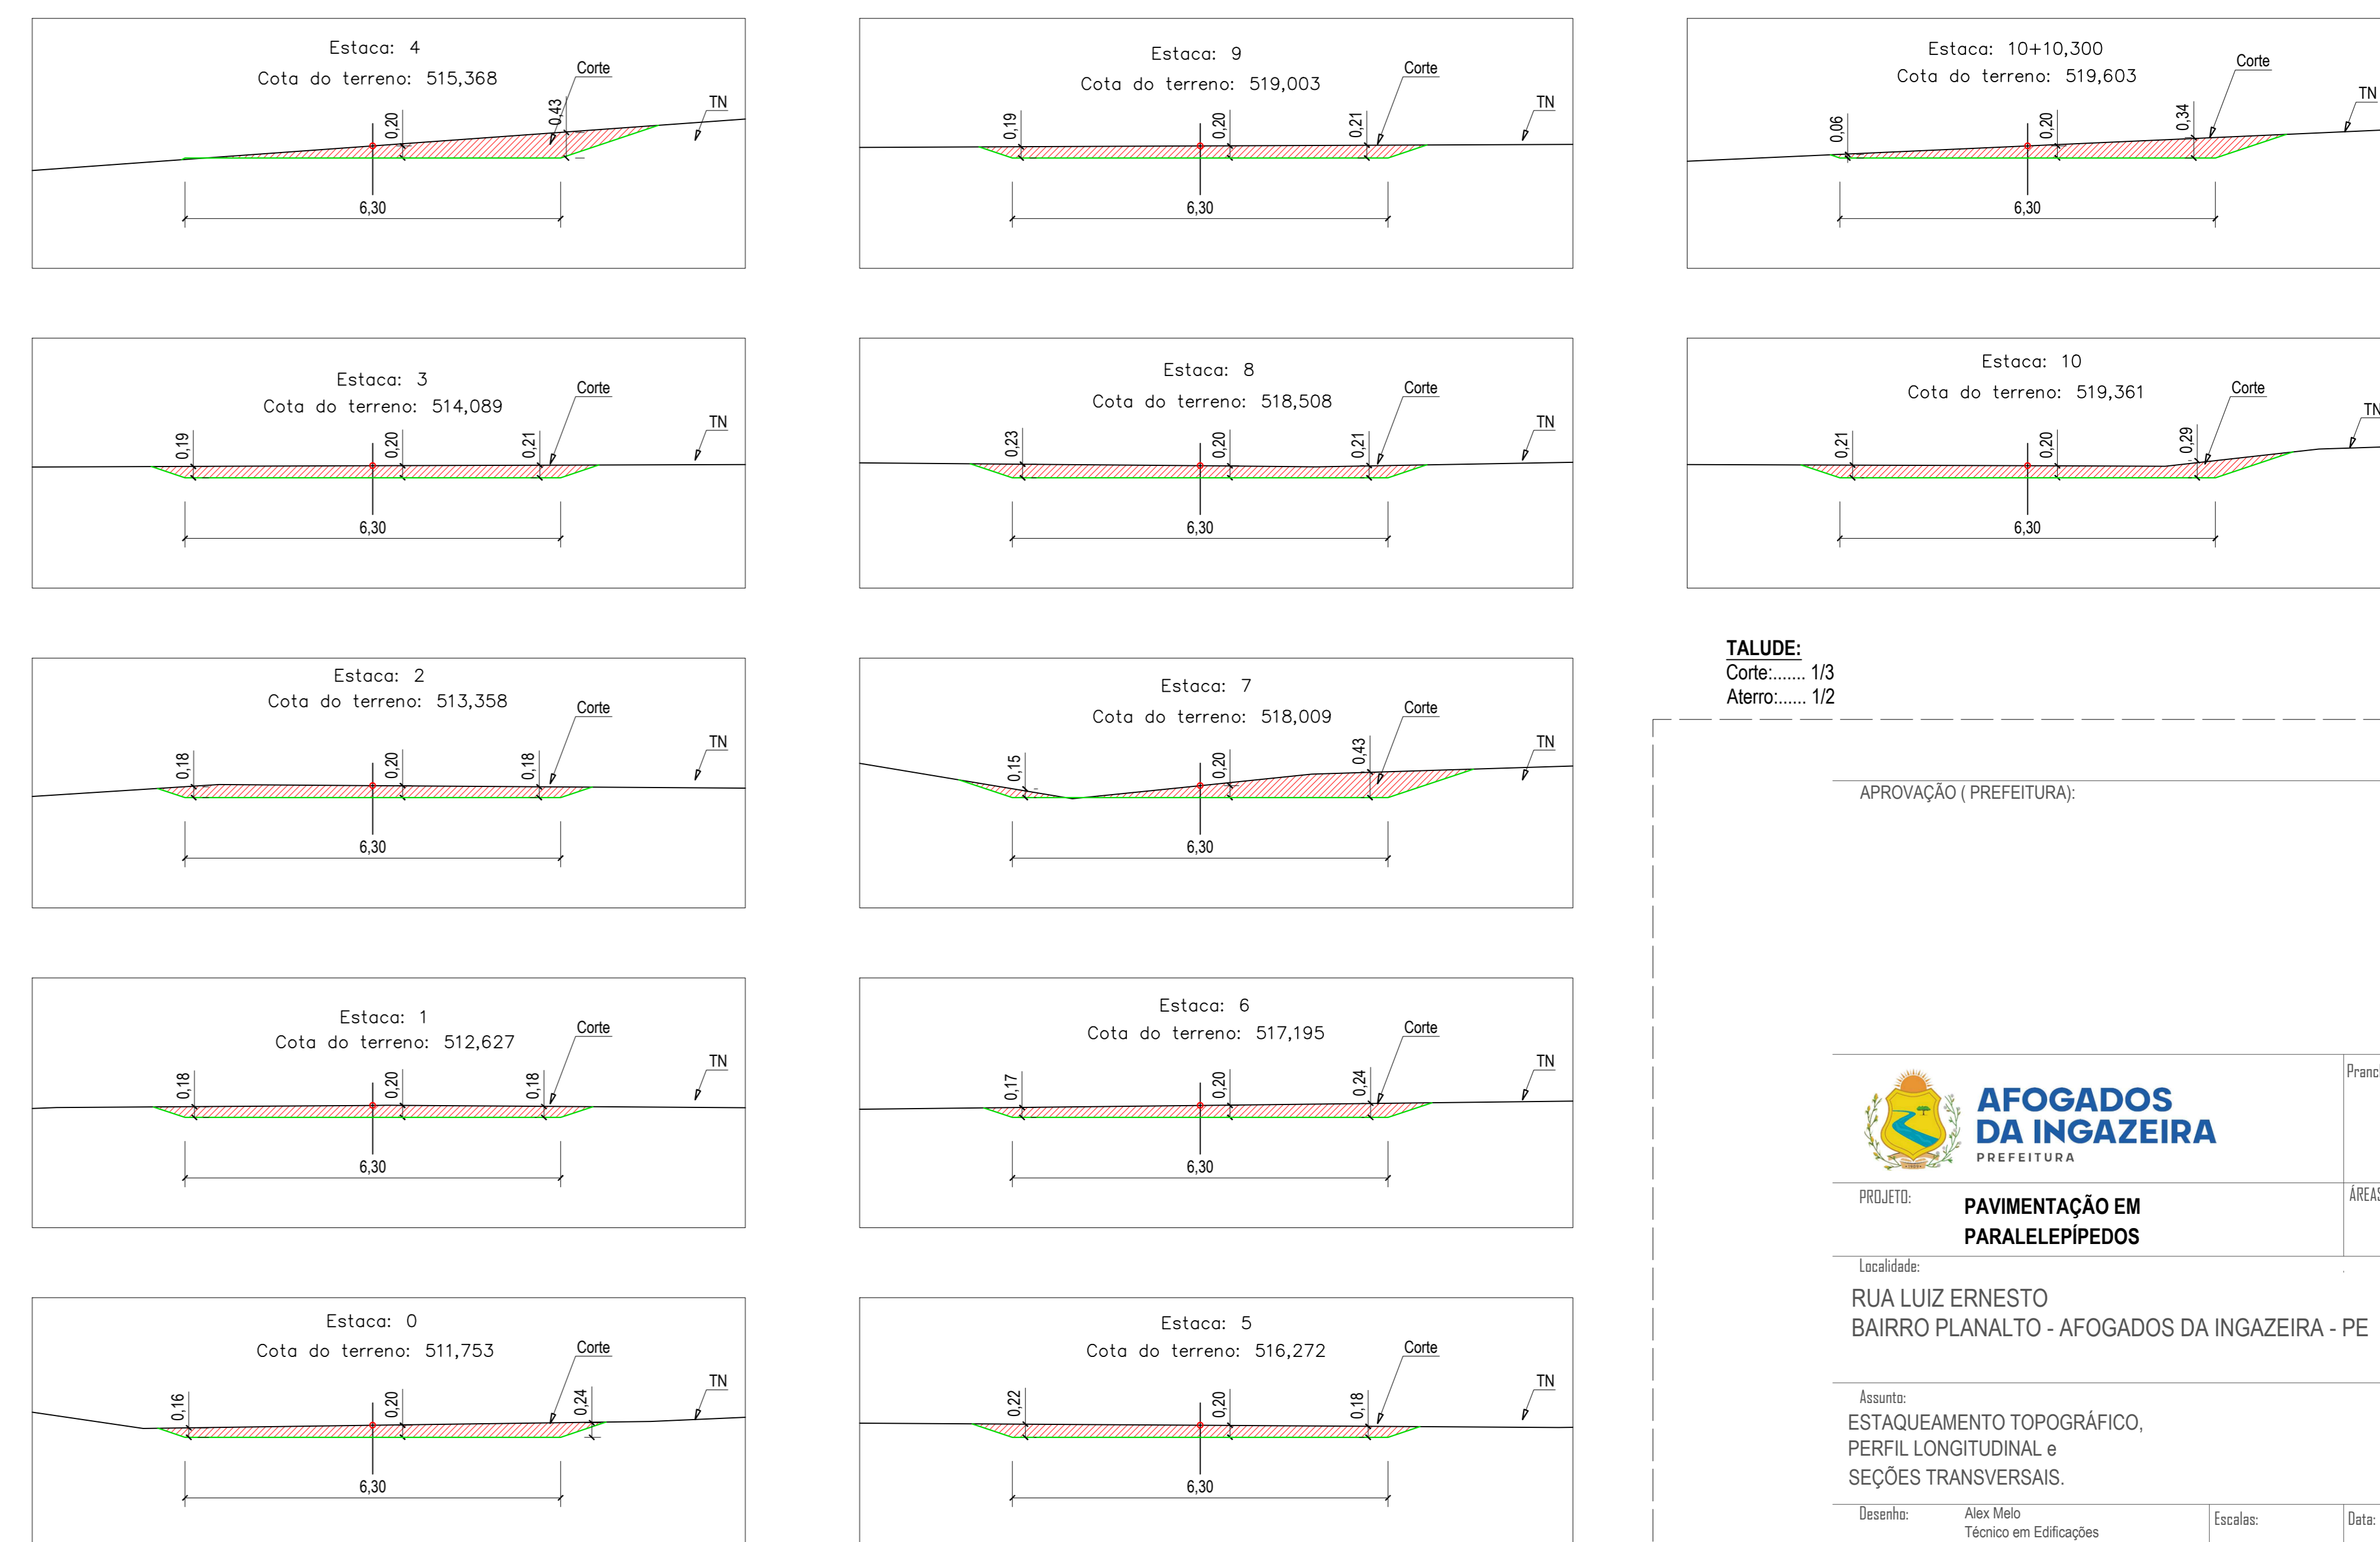 Estaca: 4
Cota do terreno: 515,368
Corte
TN
0,20
0,43
6,30
Estaca: 9
Cota do terreno: 519,003
Corte
TN
0,19
0,20
0,21
6,30
Estaca: 10+10,300
Cota do terreno: 519,603
Corte
TN
0,06
0,20
0,34
6,30
Estaca: 3
Cota do terreno: 514,089
Corte
TN
0,19
0,20
0,21
6,30
Estaca: 8
Cota do terreno: 518,508
Corte
TN
0,23
0,20
0,21
6,30
Estaca: 10
Cota do terreno: 519,361
Corte
TN
0,21
0,20
0,29
6,30
Estaca: 2
Cota do terreno: 513,358
Corte
TN
0,18
0,20
0,18
6,30
Estaca: 7
Cota do terreno: 518,009
Corte
TN
0,15
0,20
0,43
6,30
TALUDE:
Corte:....... 1/3
Aterro:...... 1/2
APROVAÇÃO ( PREFEITURA):
Estaca: 1
Cota do terreno: 512,627
Corte
TN
0,18
0,20
0,18
6,30
Estaca: 6
Cota do terreno: 517,195
Corte
TN
0,17
0,20
0,24
6,30
AFOGADOS
DA INGAZEIRA
PREFEITURA
Pranc
PROJETO:
PAVIMENTAÇÃO EM
PARALELEPÍPEDOS
ÁREAS
Localidade:
RUA LUIZ ERNESTO
BAIRRO PLANALTO - AFOGADOS DA INGAZEIRA - PE
Estaca: 0
Cota do terreno: 511,753
Corte
TN
0,16
0,20
0,24
6,30
Estaca: 5
Cota do terreno: 516,272
Corte
TN
0,22
0,20
0,18
6,30
Assunto:
ESTAQUEAMENTO TOPOGRÁFICO,
PERFIL LONGITUDINAL e
SEÇÕES TRANSVERSAIS.
Desenho:
Alex Melo
Técnico em Edificações
Escalas:
Data: